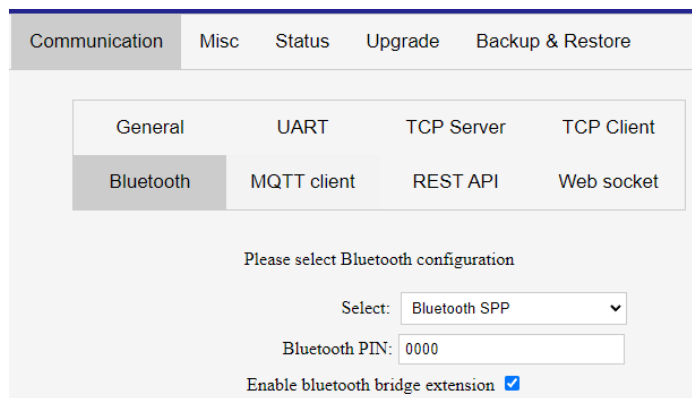 Communication Misc Status Upgrade Backup & Restore
General UART TCP Server TCP Client
Bluetooth MQTT client REST API Web socket
Please select Bluetooth configuration
Select: Bluetooth SPP
Bluetooth PIN: 0000
Enable bluetooth bridge extension